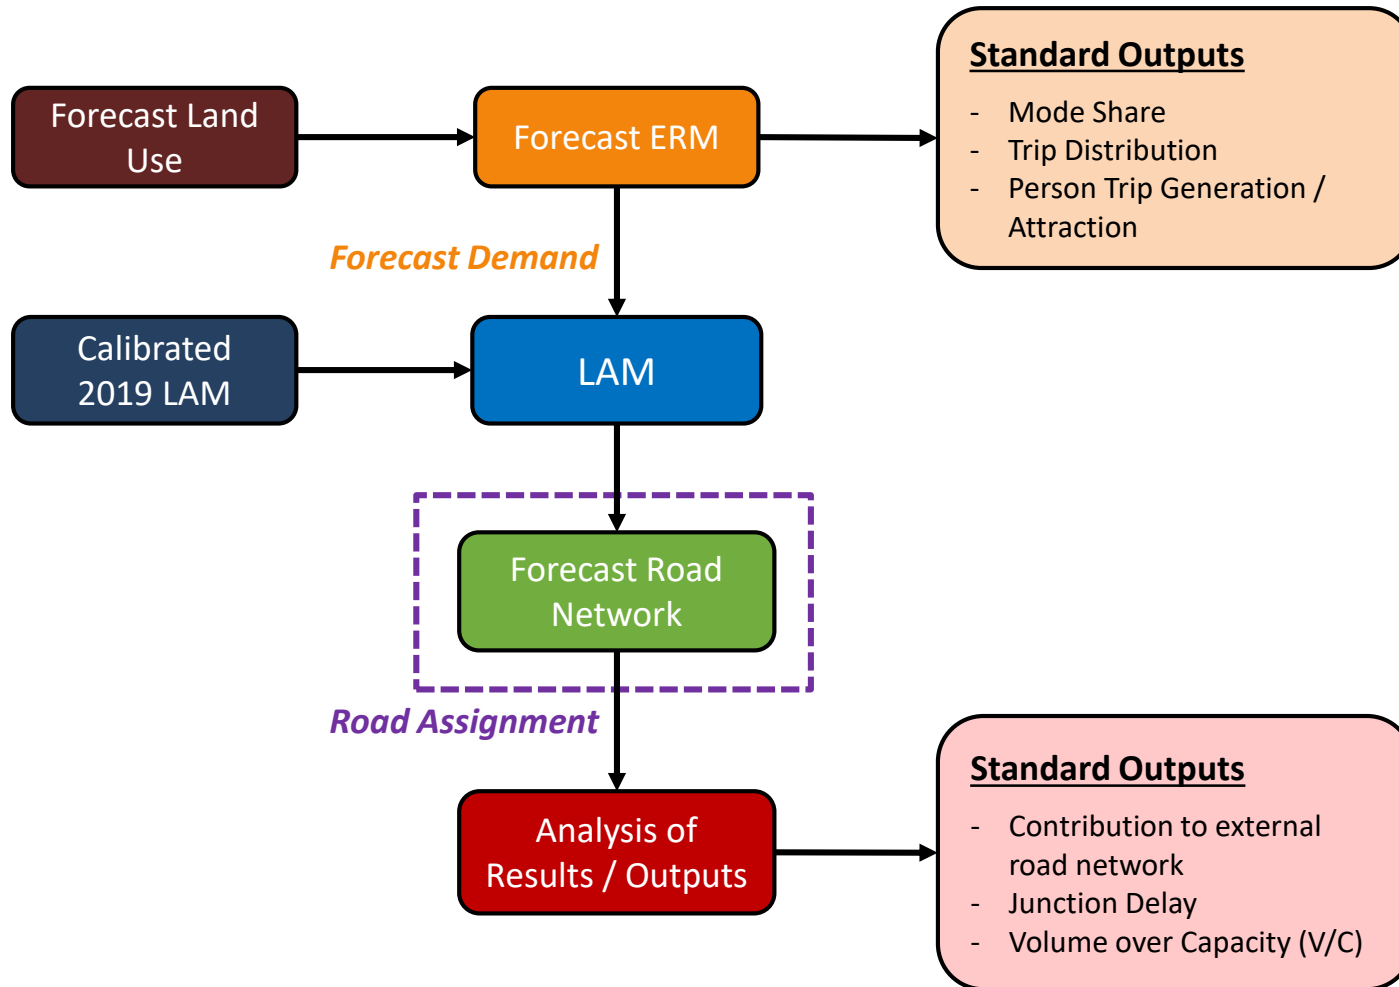 Forecast Land
Use
Forecast ERM
Standard Outputs
- Mode Share
- Trip Distribution
- Person Trip Generation /
Attraction
Forecast Demand
Calibrated
2019 LAM
LAM
Forecast Road
Network
Road Assignment
Analysis of
Results / Outputs
Standard Outputs
- Contribution to external
road network
- Junction Delay
- Volume over Capacity (V/C)